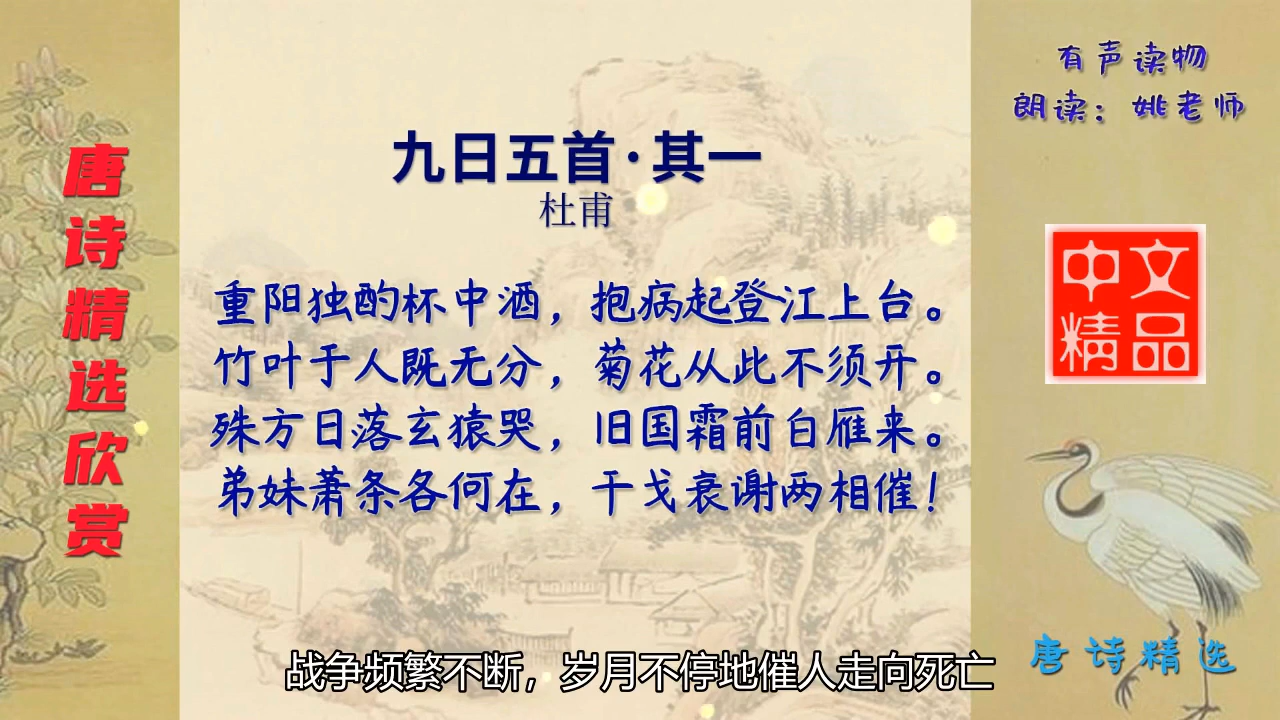 唐诗精选欣赏
九日五首·其一
杜甫
重阳独酌杯中酒，抱病起登江上台。
竹叶于人既无分，菊花从此不须开。
殊方日落玄猿哭，旧国霜前白雁来。
弟妹萧条各何在，干戈衰谢两相催！
战争频繁不断，岁月不停地催人走向死亡
有声读物
朗读：姚老师
中文
精品
唐诗精选